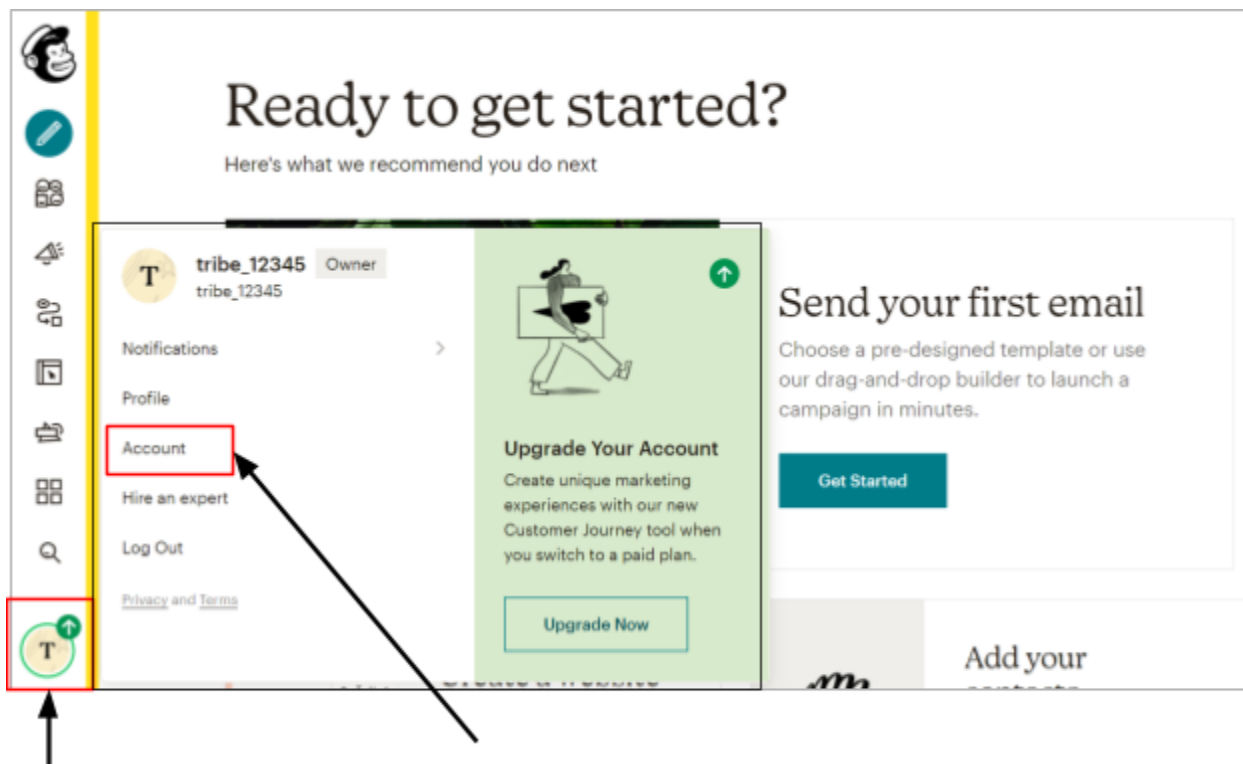 Ready to get started?
Here's what we recommend you do next
T
tribe_12345 Owner
tribe_12345
Notifications
Profile
Account
Hire an expert
Log Out
Privacy and Terms
Upgrade Your Account
Create unique marketing
experiences with our new
Customer Journey tool when
you switch to a paid plan.
Upgrade Now
Send your first email
Choose a pre-designed template or use
our drag-and-drop builder to launch a
campaign in minutes.
Get Started
T
Create a website
Add your
contacts